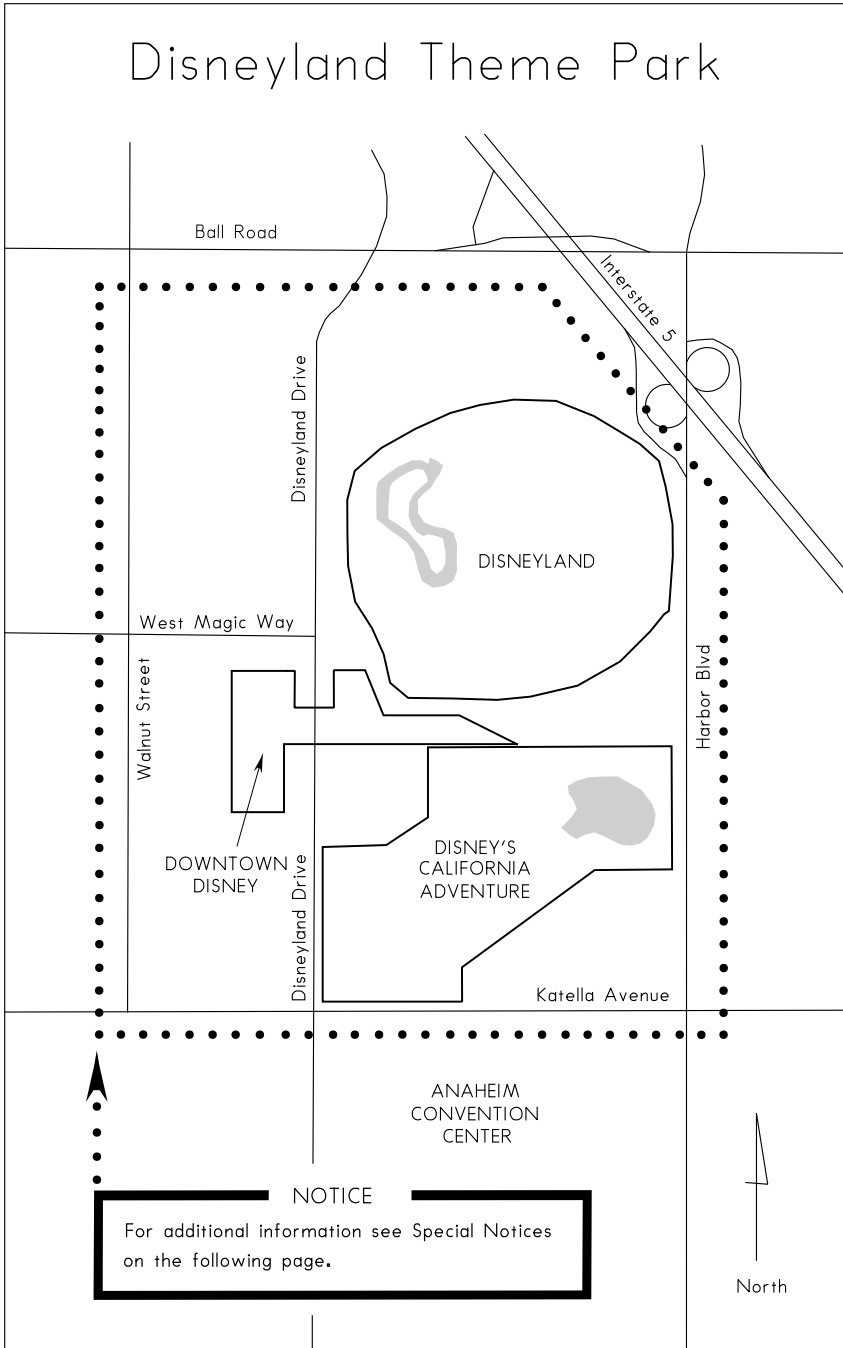 Disneyland Theme Park
Ball Road
Interstate 5
Disneyland Drive
DISNEYLAND
West Magic Way
Walnut Street
Harbor Blvd
DOWNTOWN
DISNEY
DISNEY'S
CALIFORNIA
ADVENTURE
Disneyland Drive
Katella Avenue
ANAHEIM
CONVENTION
CENTER
NOTICE
For additional information see Special Notices
on the following page.
North